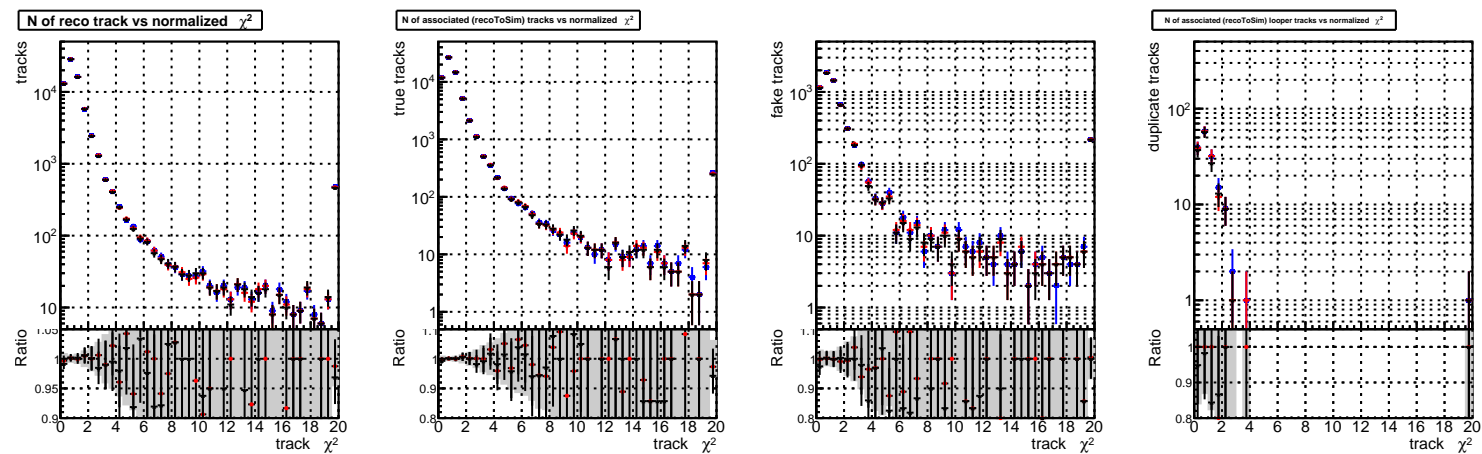 N of reco track vs normalized χ²
tracks
10⁴
10³
10²
10
Ratio
1.05
1
0.95
0.9
0 2 4 6 8 10 12 14 16 18 20
track χ²
N of associated (recoToSim) tracks vs normalized χ²
true tracks
10⁴
10³
10²
10
1
Ratio
1.1
1
0.9
0.8
0 2 4 6 8 10 12 14 16 18 20
track χ²
fake tracks
10³
10²
10
1
Ratio
1.1
1
0.9
0.8
0 2 4 6 8 10 12 14 16 18 20
track χ²
N of associated (recoToSim) looper tracks vs normalized χ²
duplicate tracks
10²
10
1
Ratio
1
0.9
0.8
0 2 4 6 8 10 12 14 16 18 20
track χ²